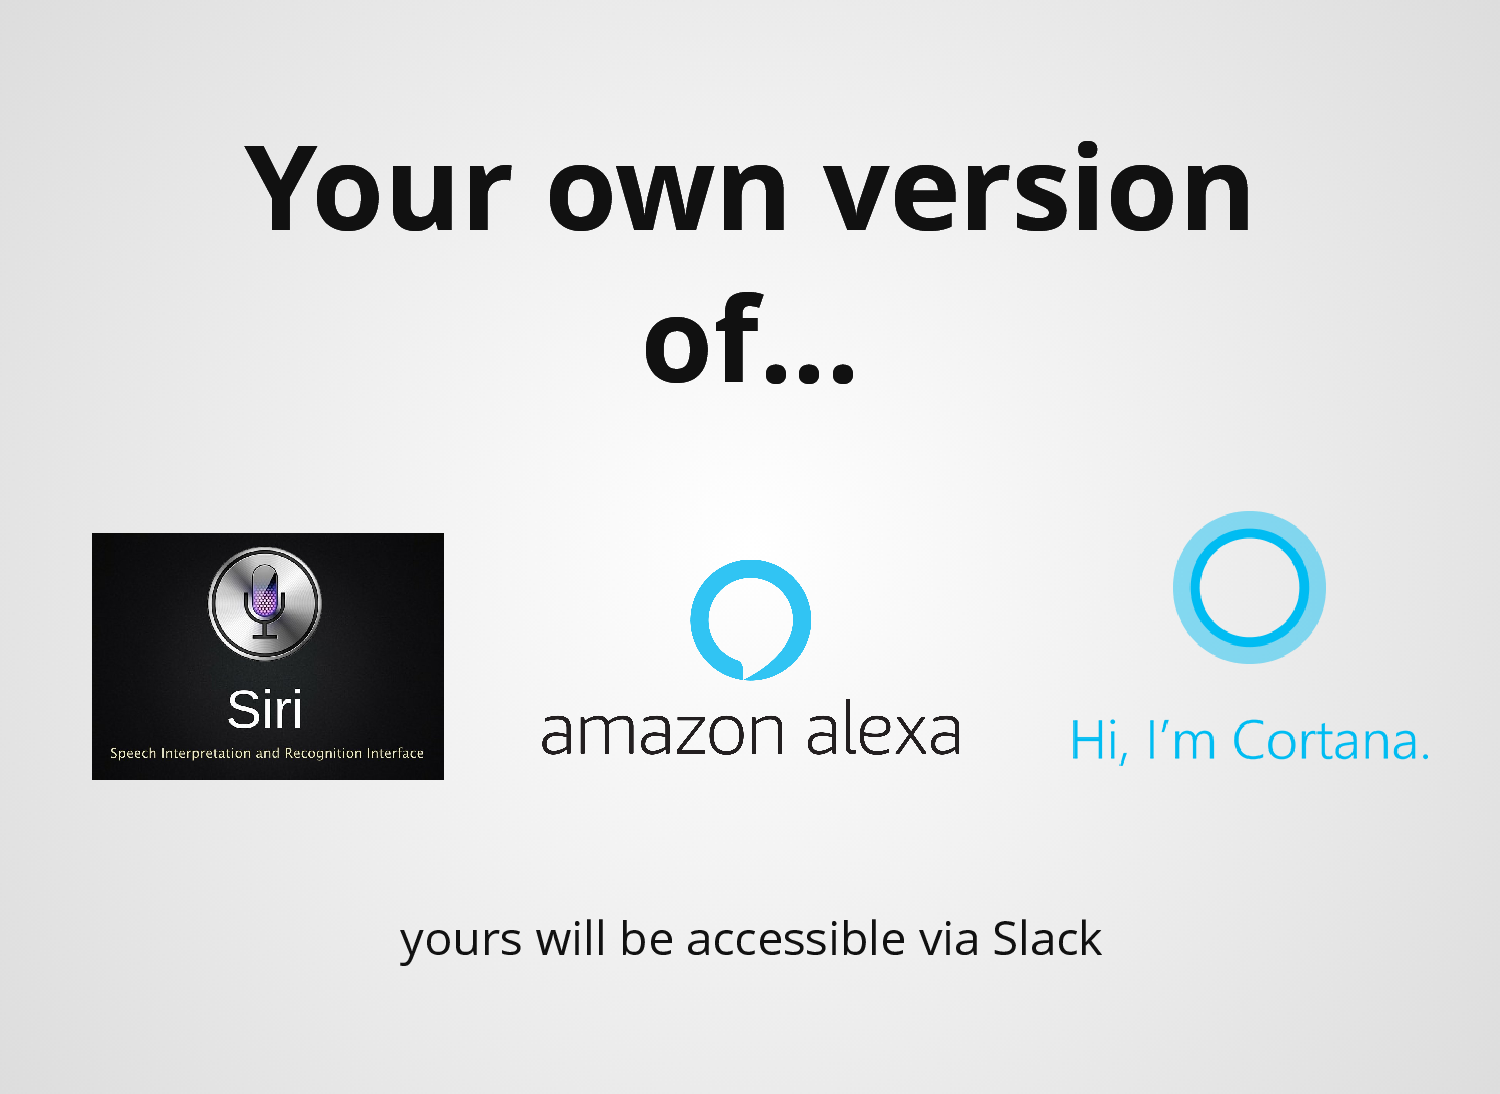 Your own version
of...
Siri
Speech Interpretation and Recognition Interface
amazon alexa
Hi, I’m Cortana.
yours will be accessible via Slack